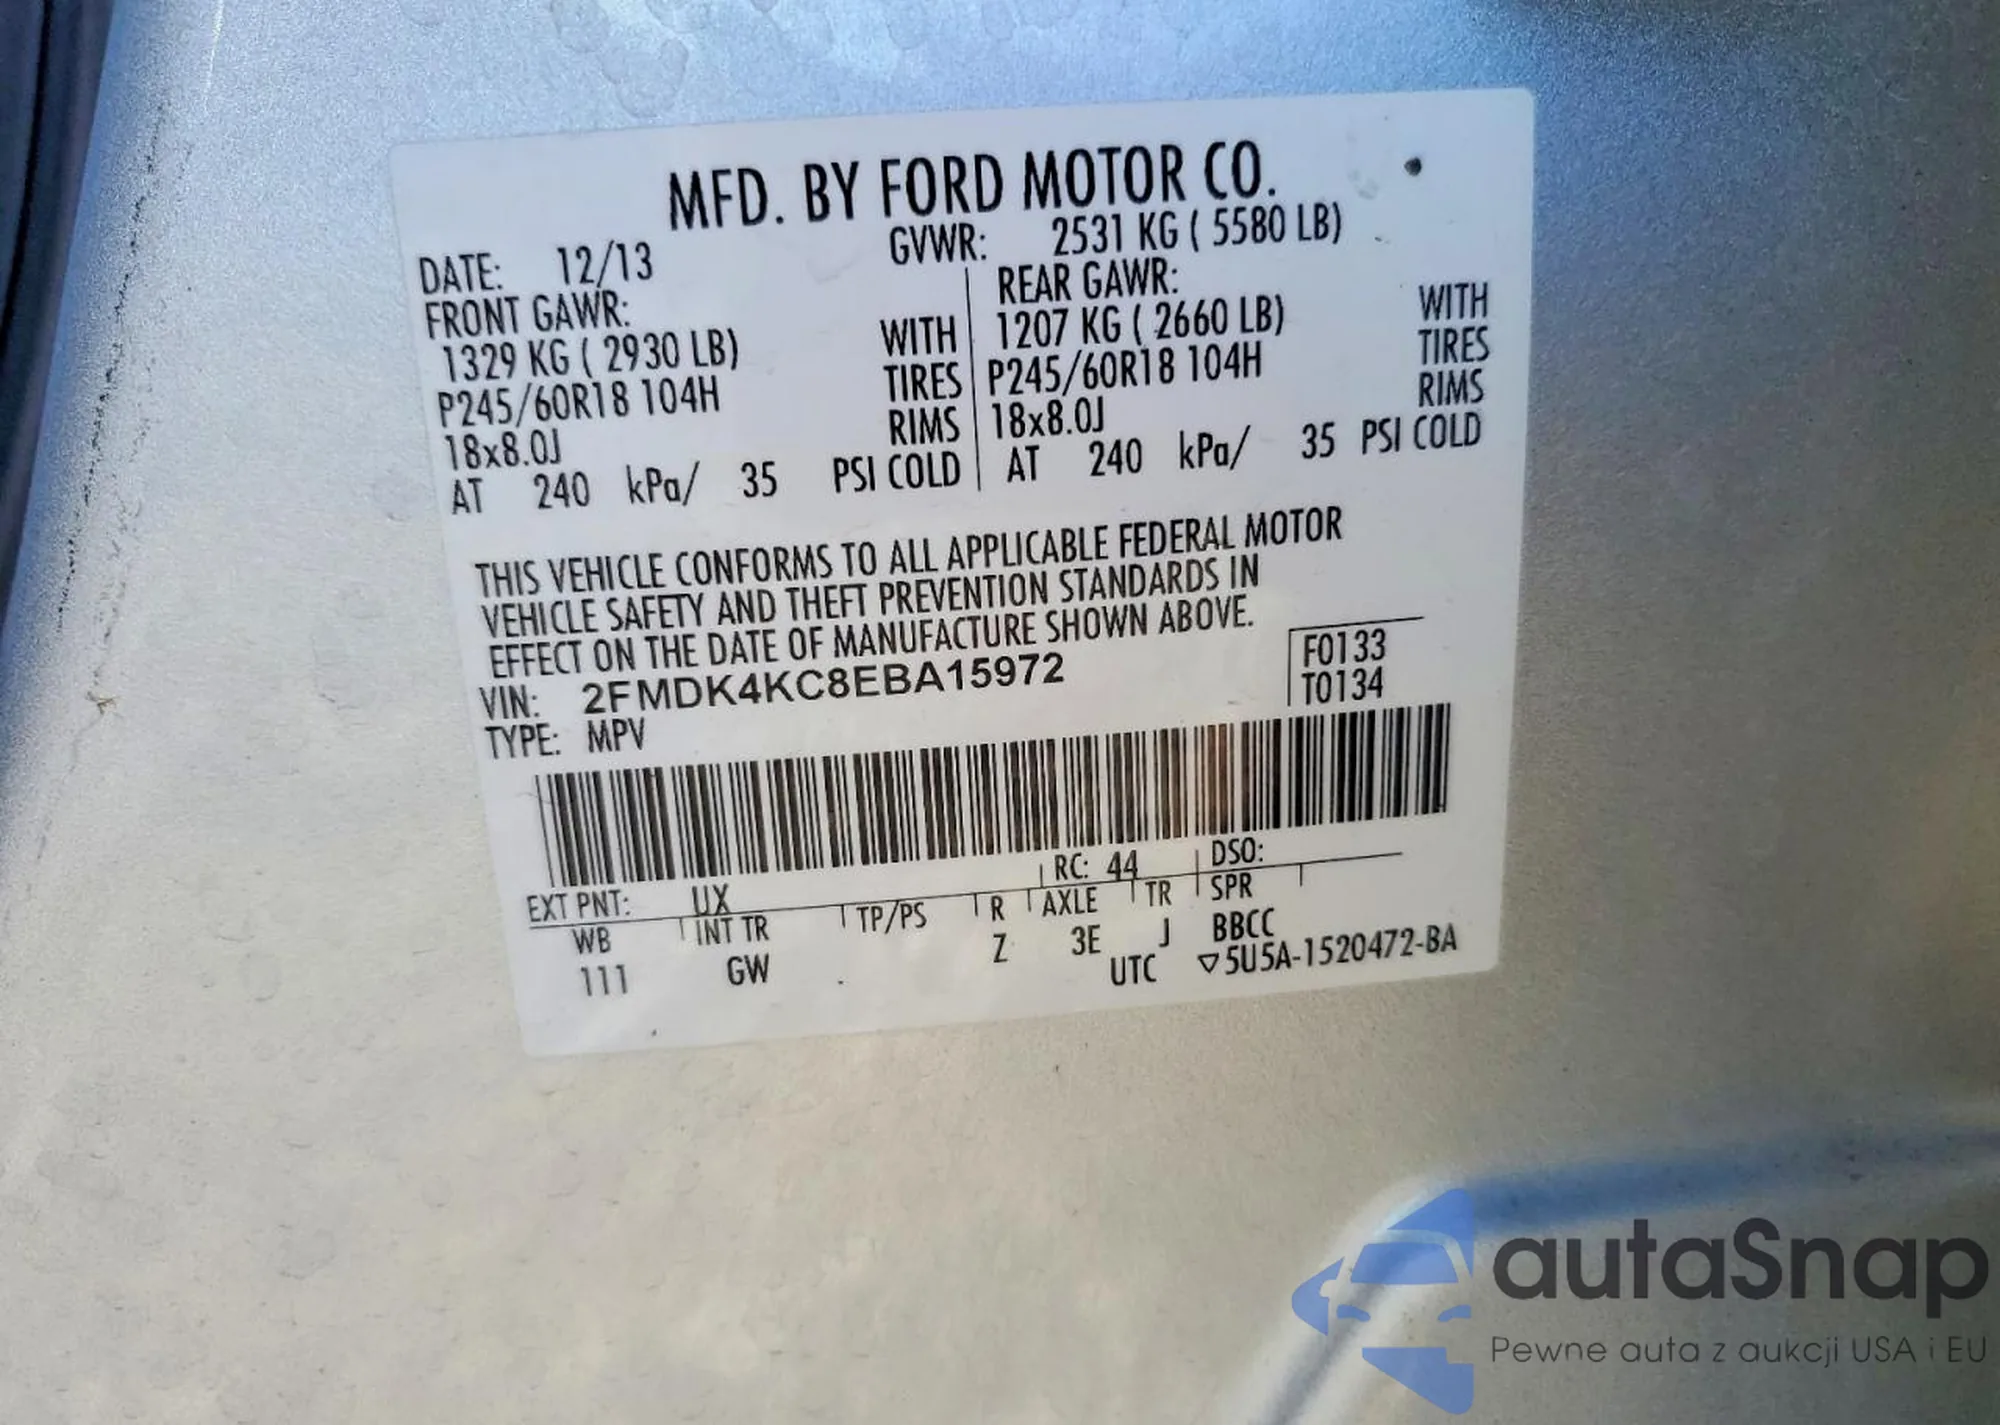 MFD. BY FORD MOTOR CO.
DATE: 12/13 GVWR: 2531 KG ( 5580 LB)
FRONT GAWR: REAR GAWR:
1329 KG ( 2930 LB) WITH 1207 KG ( 2660 LB) WITH
P245/60R18 104H TIRES P245/60R18 104H TIRES
18x8.0J RIMS 18x8.0J RIMS
AT 240 kPa/ 35 PSI COLD AT 240 kPa/ 35 PSI COLD
THIS VEHICLE CONFORMS TO ALL APPLICABLE FEDERAL MOTOR
VEHICLE SAFETY AND THEFT PREVENTION STANDARDS IN
EFFECT ON THE DATE OF MANUFACTURE SHOWN ABOVE.
VIN: 2FMDK4KC8EBA15972 F0133
TYPE: MPV T0134
EXT PNT: UX RC: 44 DSO:
WB INT TR TP/PS R AXLE TR SPR
111 GW Z 3E J BBCC
UTC ▽5U5A-1520472-BA
autaSnap
Pewne auta z aukcji USA i EU